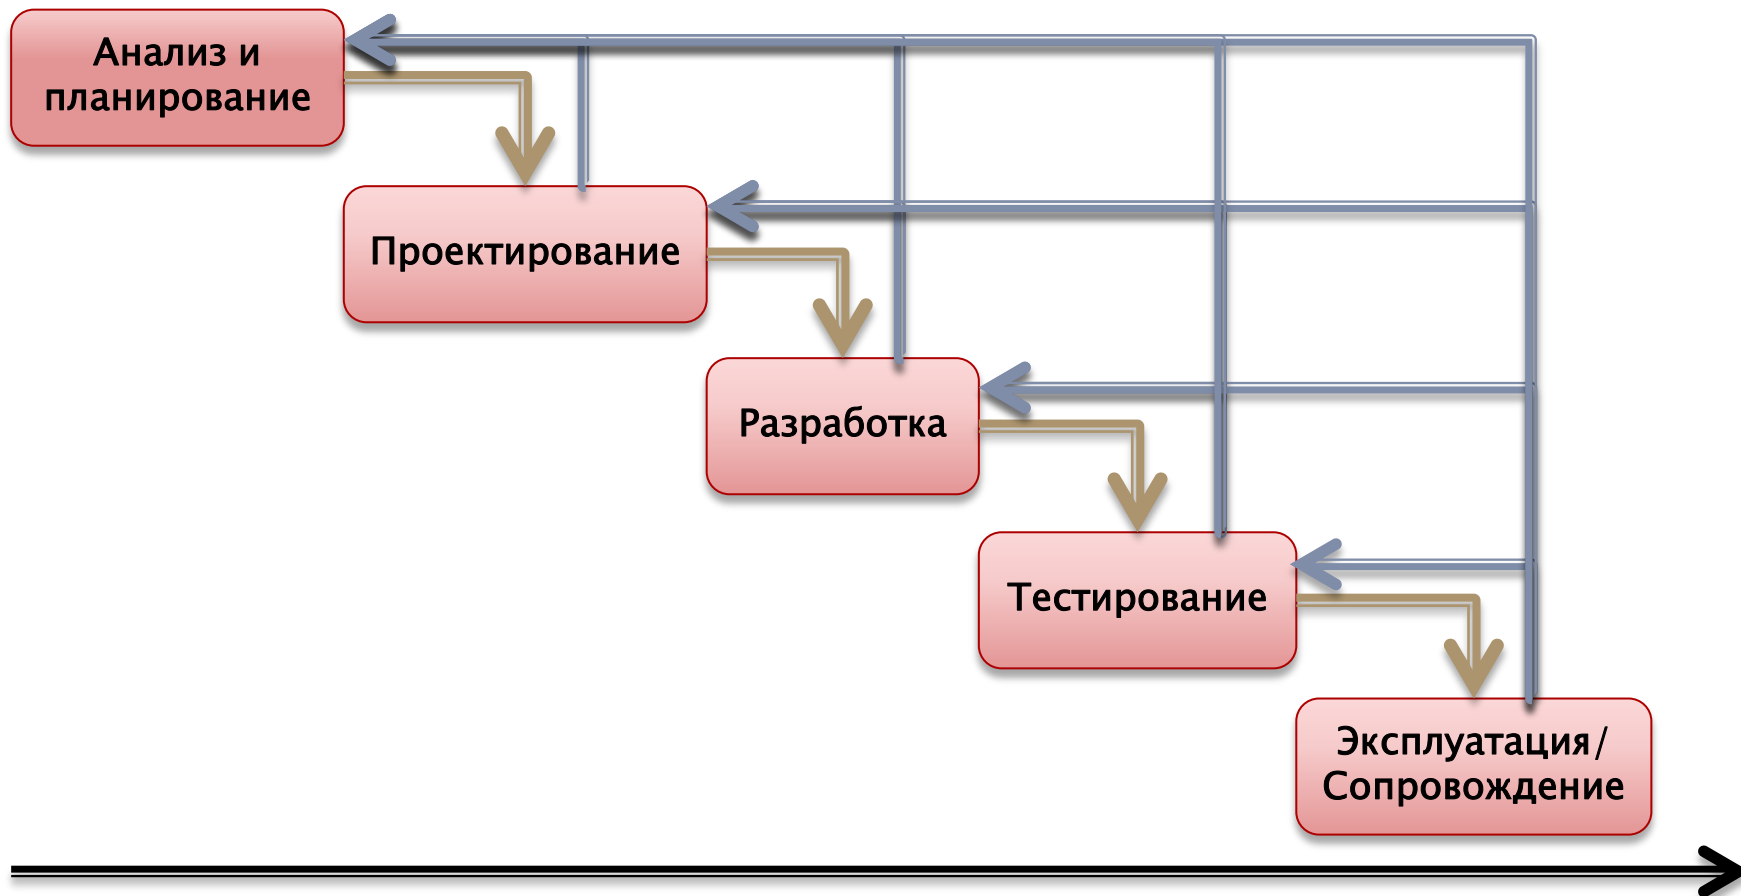 Анализ и
планирование
Проектирование
Разработка
Тестирование
Эксплуатация/
Сопровождение